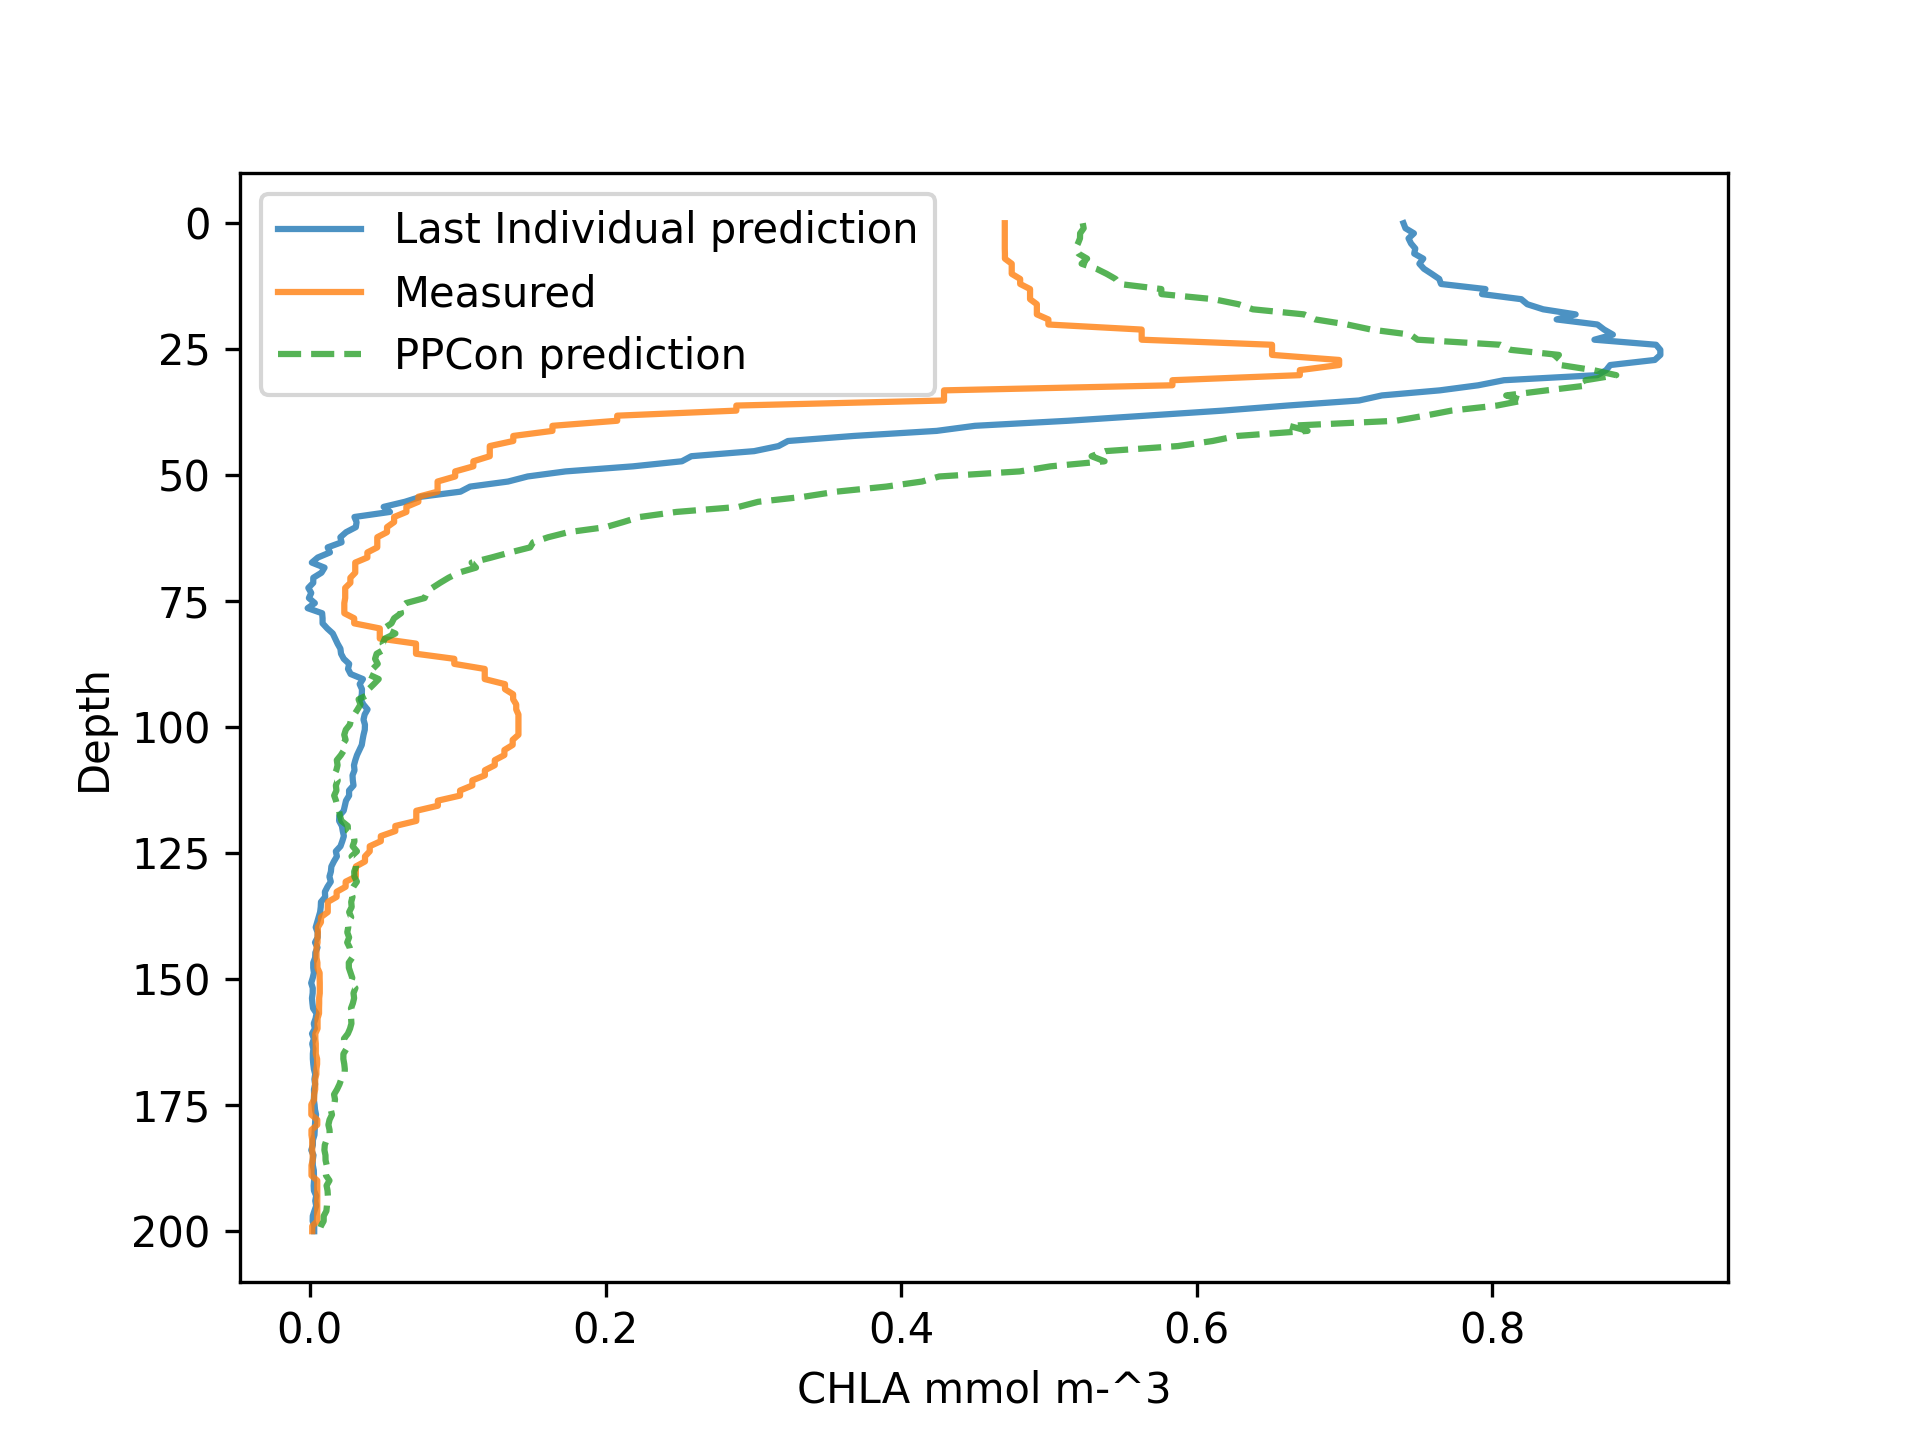 Last Individual prediction
Measured
PPCon prediction
0
25
50
75
100
125
150
175
200
Depth
0.0 0.2 0.4 0.6 0.8
CHLA mmol m-^3